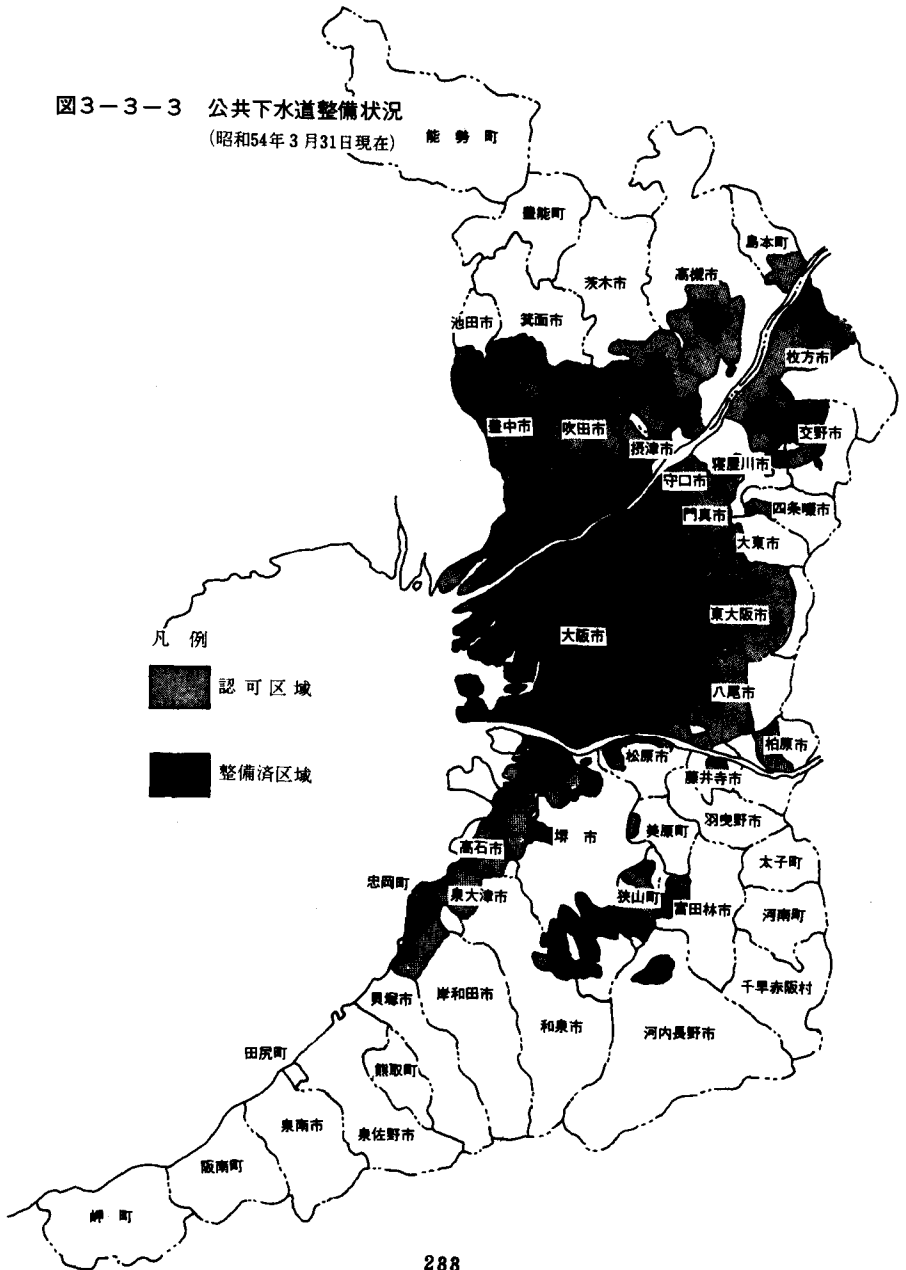 図3-3-3 公共下水道整備状況
(昭和54年3月31日現在)
能勢町
豊能町
島本町
茨木市
高槻市
池田市
箕面市
枚方市
豊中市
吹田市
摂津市
交野市
寝屋川市
守口市
門真市
四条畷市
大東市
東大阪市
大阪市
凡例
認可区域
八尾市
柏原市
整備済区域
松原市
藤井寺市
羽曳野市
美原町
堺市
高石市
太子町
忠岡町
泉大津市
狭山町
富田林市
河南町
千早赤阪村
貝塚市
岸和田市
和泉市
河内長野市
田尻町
熊取町
泉南市
泉佐野市
阪南町
岬町
288